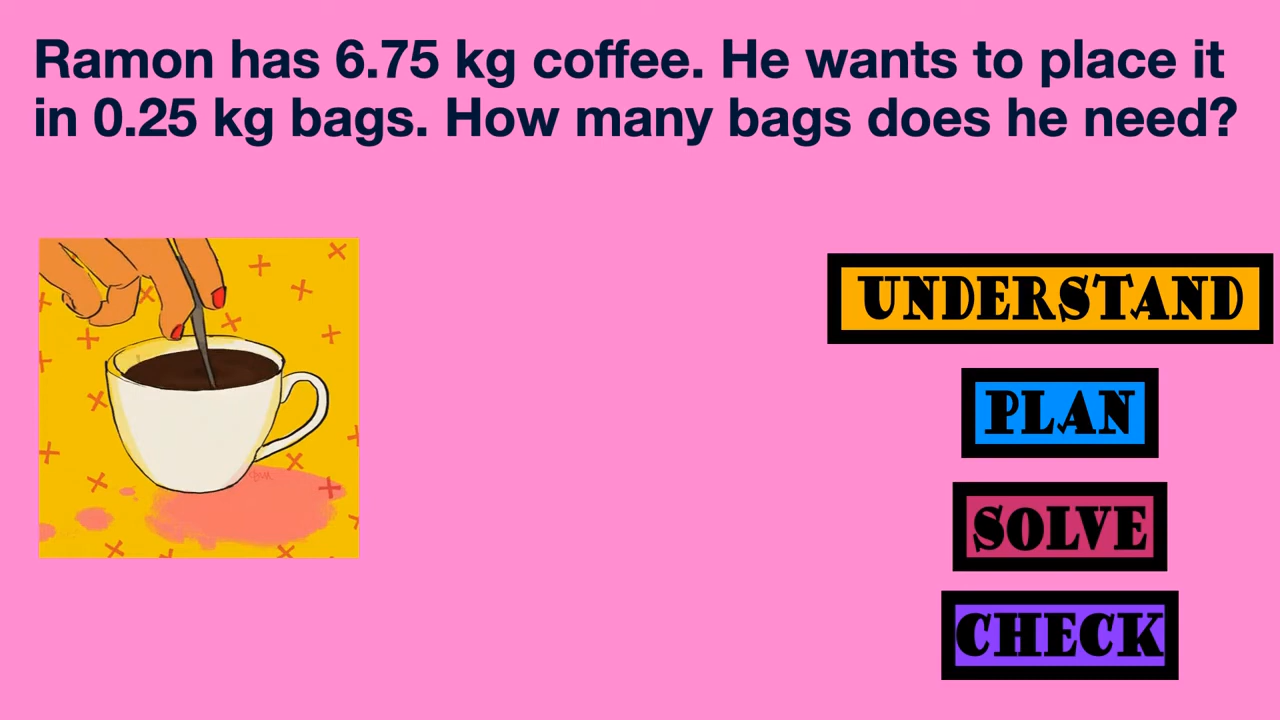 Ramon has 6.75 kg coffee. He wants to place it
in 0.25 kg bags. How many bags does he need?
UNDERSTAND
PLAN
SOLVE
CHECK